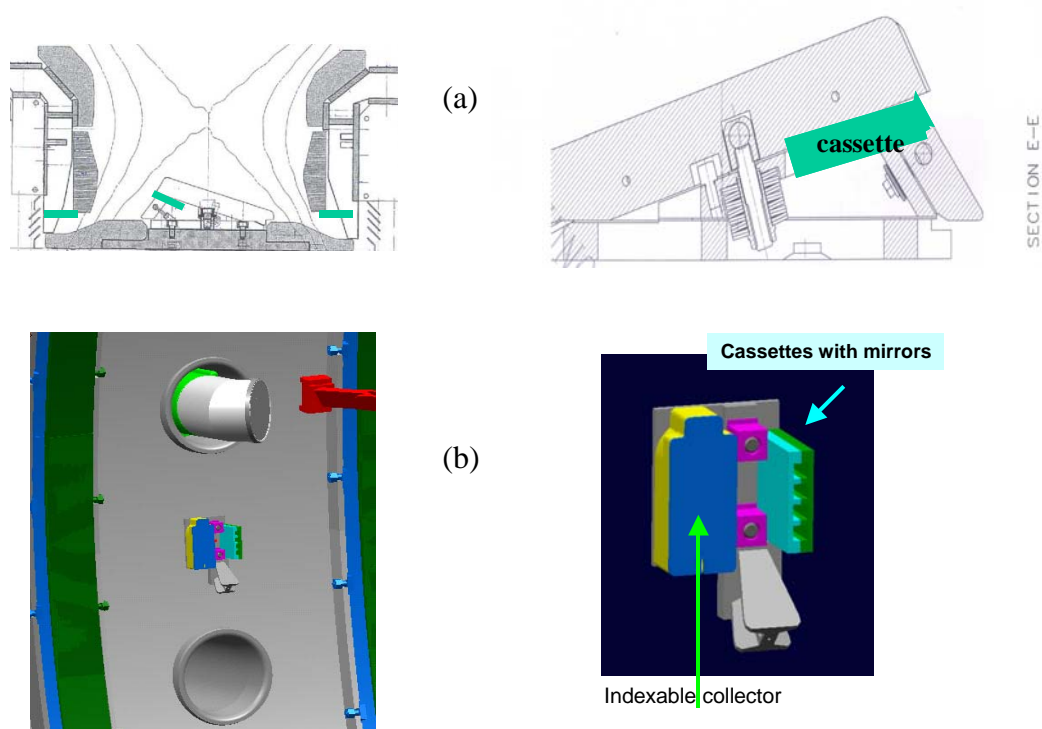 (a)
cassette
SECTION E-E
Cassettes with mirrors
(b)
Indexable collector